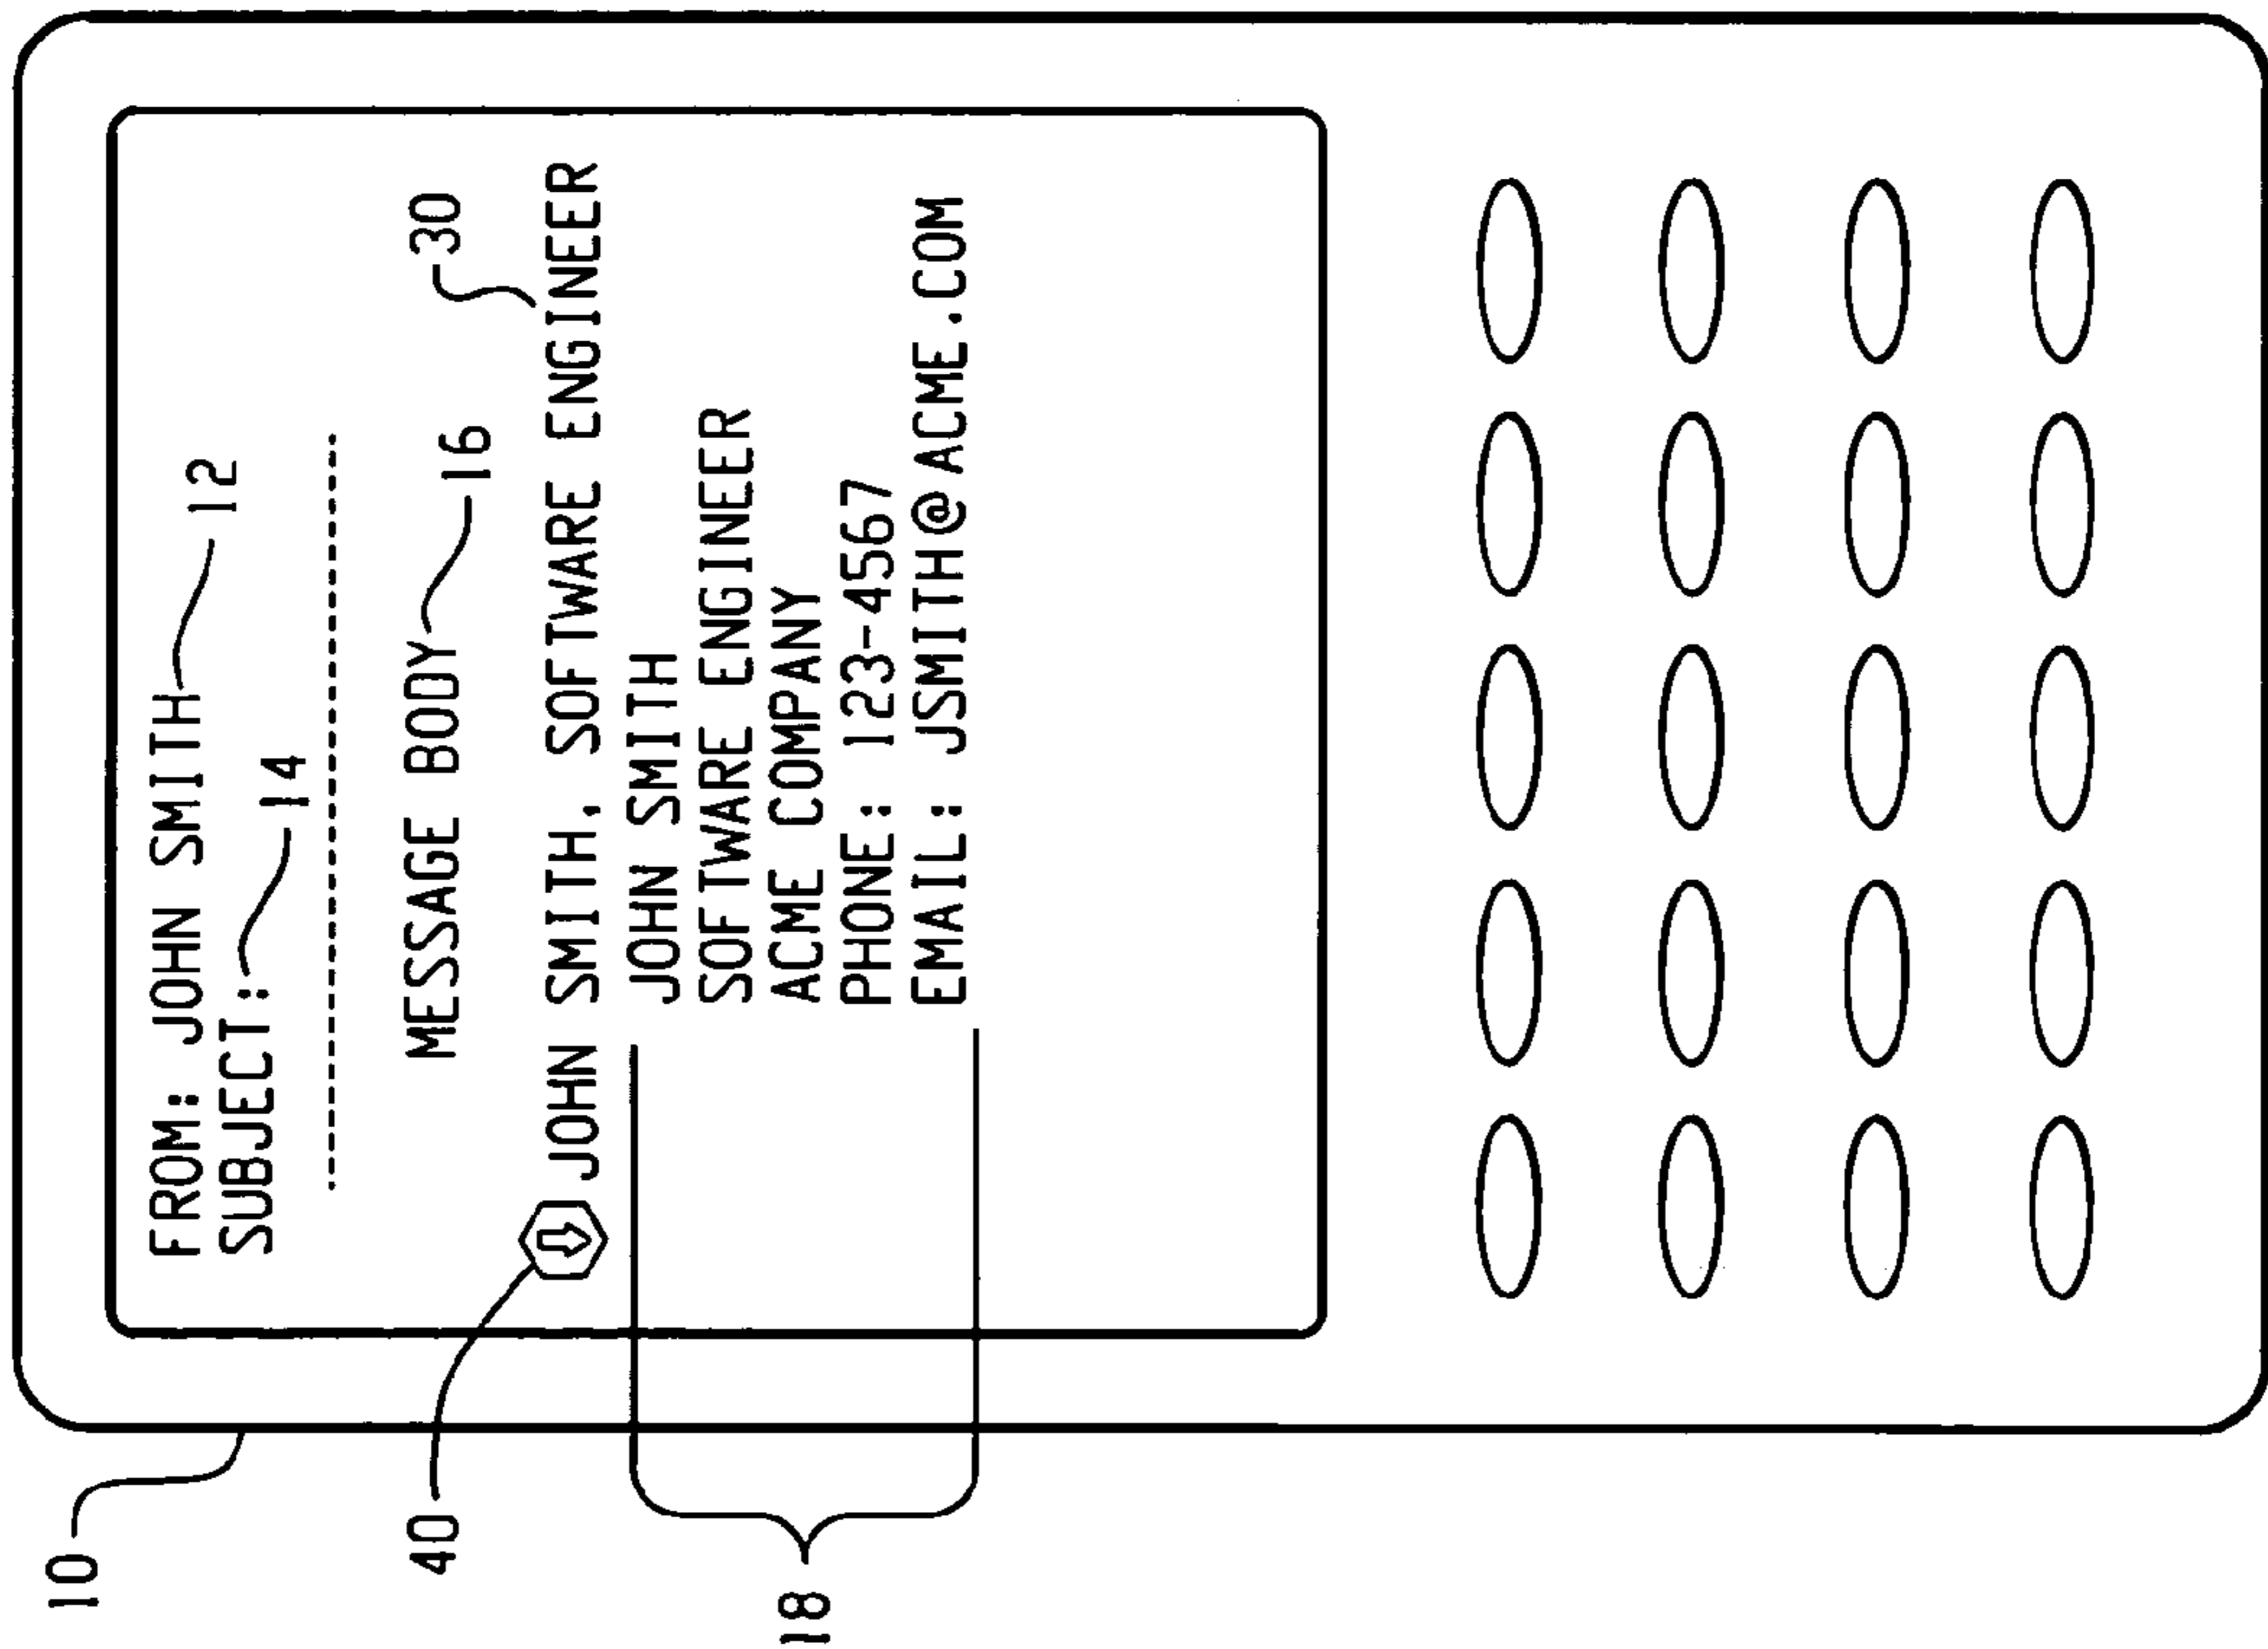 10
FROM: JOHN SMITH 12
SUBJECT: 14
MESSAGE BODY 16
30
40
JOHN SMITH, SOFTWARE ENGINEER
18
JOHN SMITH
SOFTWARE ENGINEER
ACME COMPANY
PHONE: 123-4567
EMAIL: JSMITH@ACME.COM